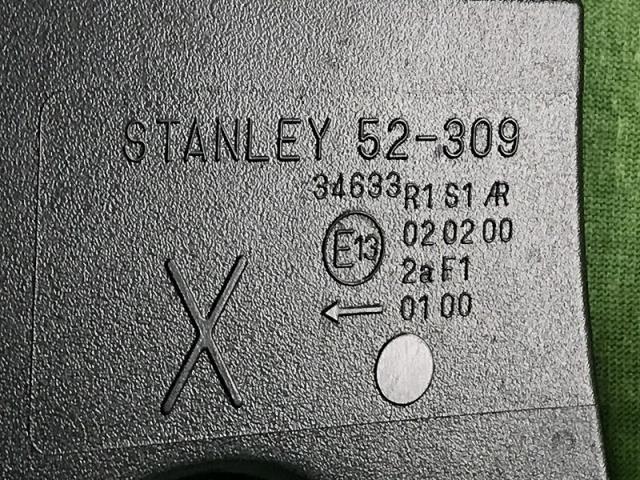 STANLEY 52-309
34633 R1 S1 AR
E13 02 02 00
2a F1
← 01 00
X